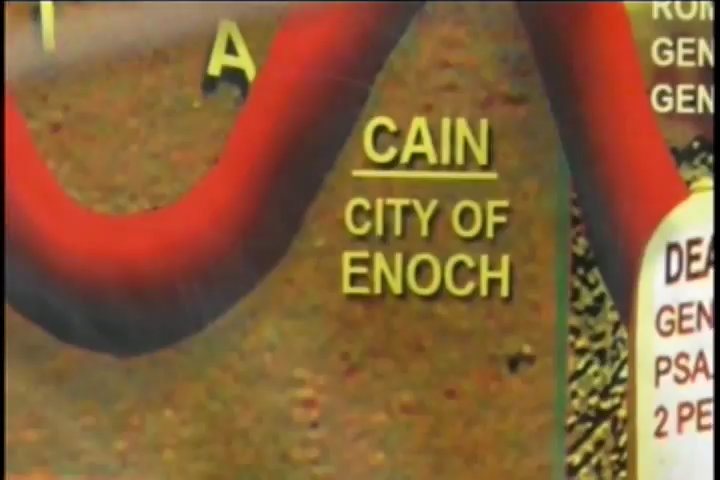 A
CAIN
CITY OF
ENOCH
ROM
GEN
GEN
DEA
GEN
PSA
2 PE